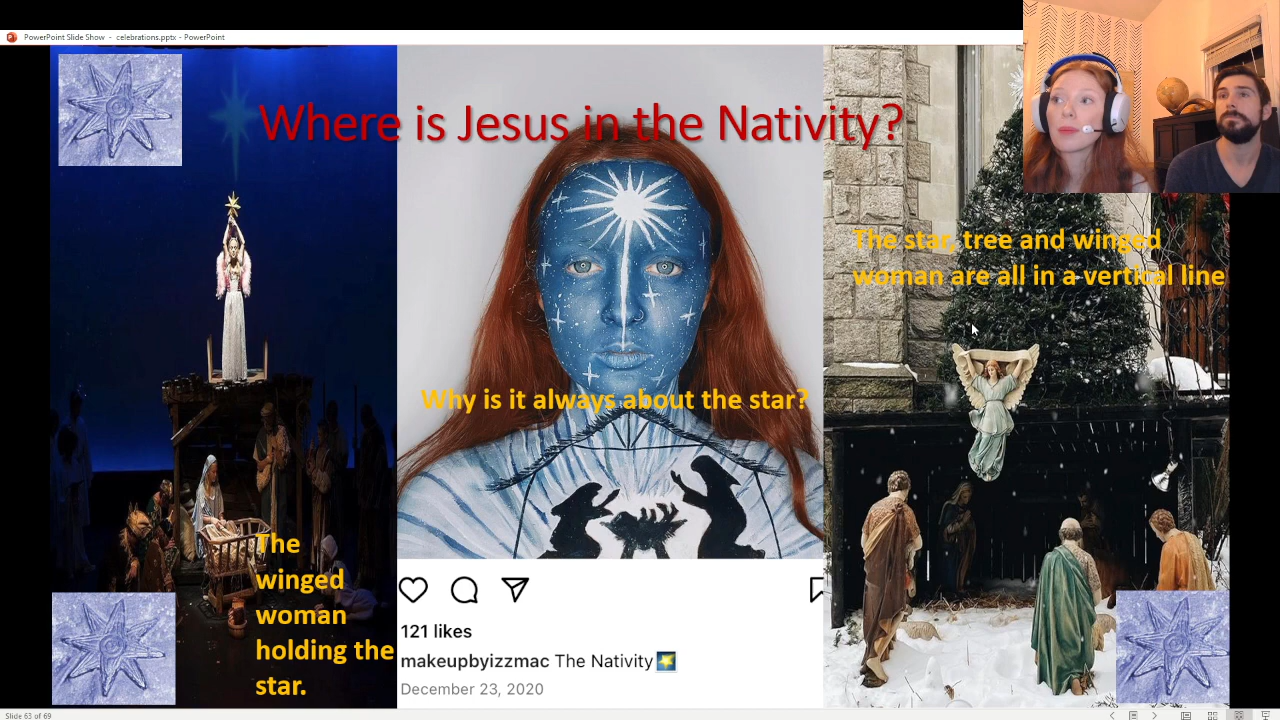 PowerPoint Slide Show - celebrations.pptx - PowerPoint
Where is Jesus in the Nativity?
The star, tree and winged
woman are all in a vertical line
Why is it always about the star?
The
winged
woman
holding the
star.
121 likes
makeupbyizzmac The Nativity
December 23, 2020
Slide 63 of 69